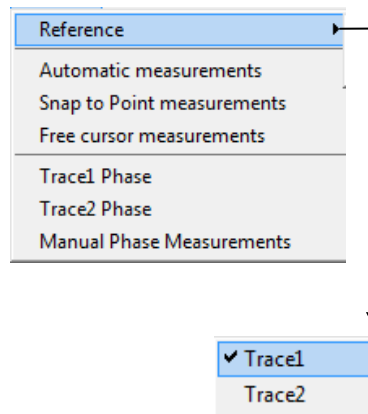 Reference
Automatic measurements
Snap to Point measurements
Free cursor measurements
Trace1 Phase
Trace2 Phase
Manual Phase Measurements
Trace1
Trace2